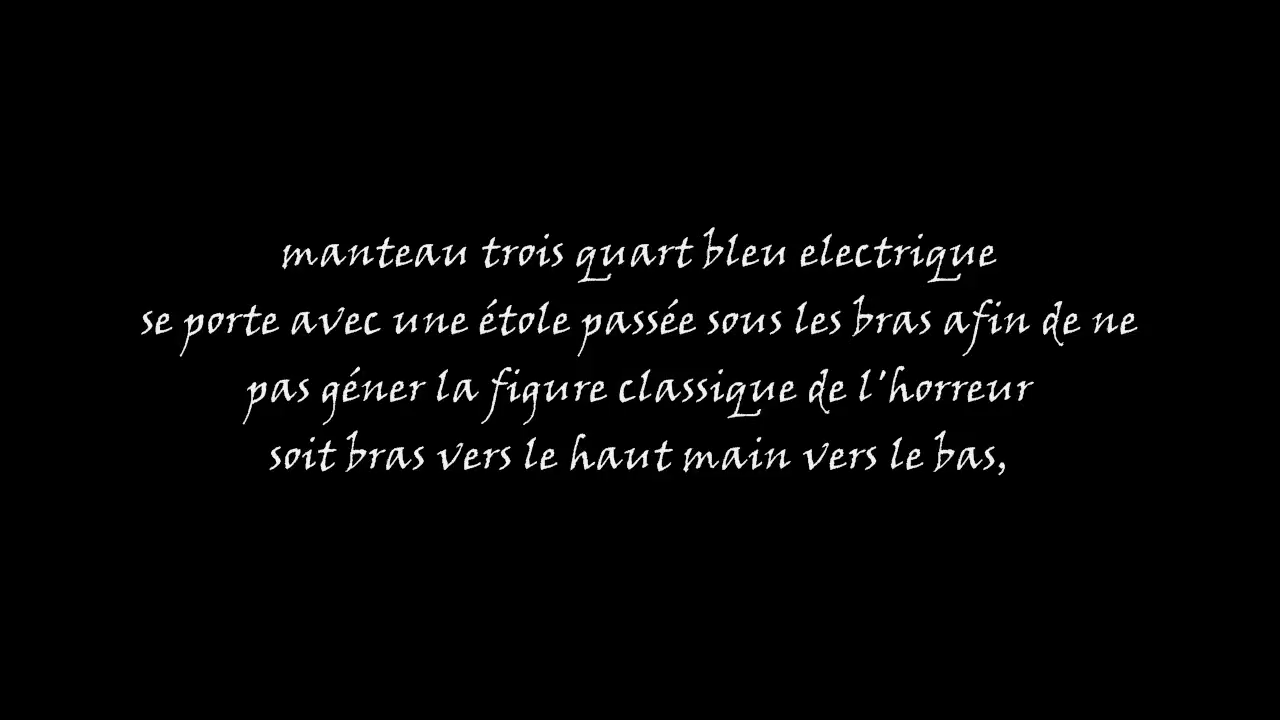 manteau trois quart bleu electrique
se porte avec une étole passée sous les bras afin de ne
pas géner la figure classique de l'horreur
soit bras vers le haut main vers le bas,